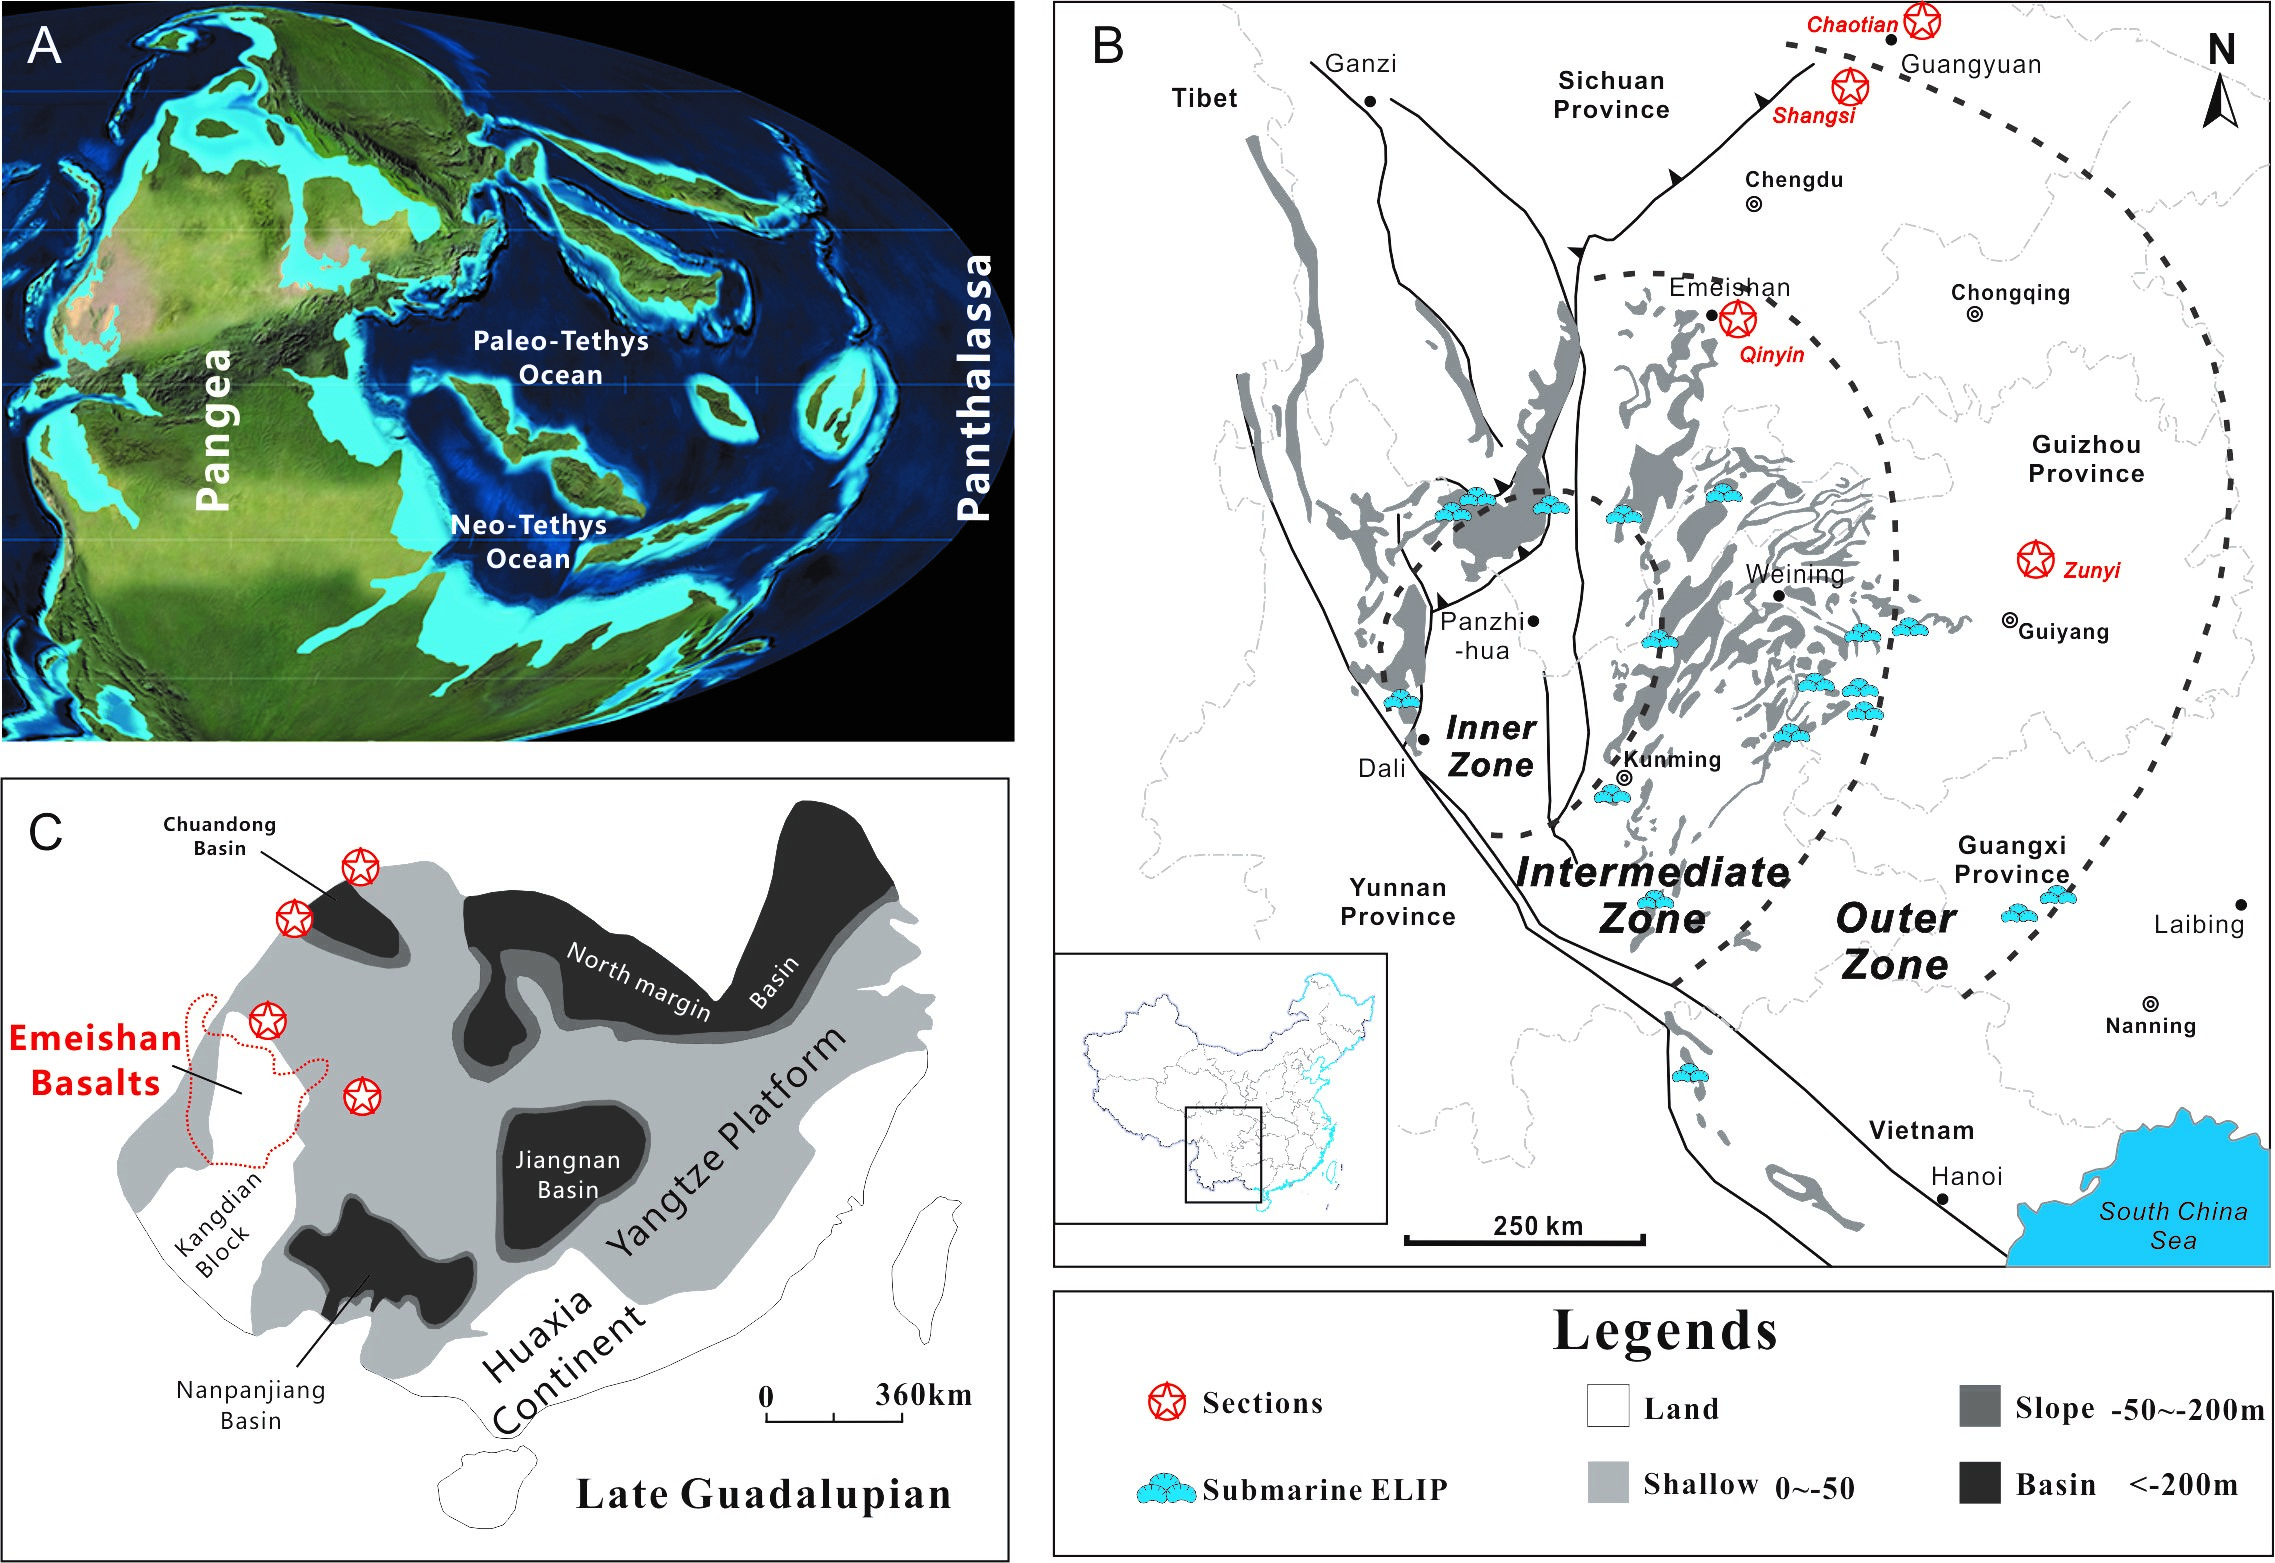 A
Paleo-Tethys
Ocean
Neo-Tethys
Ocean
Pangea
Panthalassa
B
N
Chaotian
Guangyuan
Shangsi
Ganzi
Tibet
Sichuan
Province
Chengdu
Emeishan
Qinyin
Chongqing
Guizhou
Province
Zunyi
Weining
Guiyang
Panzhi
-hua
Inner
Zone
Dali
Kunming
Intermediate
Zone
Yunnan
Province
Outer
Zone
Guangxi
Province
Laibing
Nanning
Vietnam
Hanoi
South China
Sea
250 km
C
Chuandong
Basin
North margin
Basin
Emeishan
Basalts
Jiangnan
Basin
Yangtze Platform
Kangdian
Block
Huaxia
Continent
Nanpanjiang
Basin
0 360km
Late Guadalupian
Legends
Sections
Land
Slope -50~-200m
Submarine ELIP
Shallow 0~-50
Basin <-200m